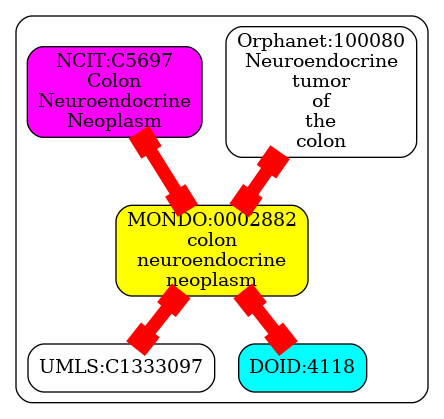 NCIT:C5697
Colon
Neuroendocrine
Neoplasm
Orphanet:100080
Neuroendocrine
tumor
of
the
colon
MONDO:0002882
colon
neuroendocrine
neoplasm
UMLS:C1333097
DOID:4118